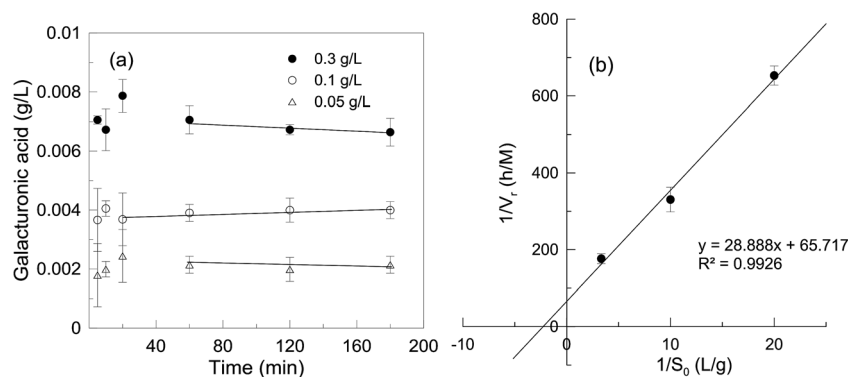 (a)
0.3 g/L
0.1 g/L
0.05 g/L
0.01
0.008
0.006
0.004
0.002
0
40
80
120
160
200
Time (min)
Galacturonic acid (g/L)
(b)
800
600
400
200
0
-10
0
10
20
1/Vr (h/M)
1/S0 (L/g)
y = 28.888x + 65.717
R² = 0.9926